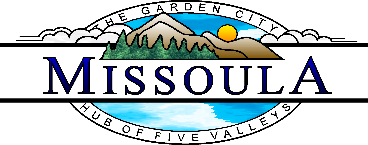 THE GARDEN CITY
MISSOULA
HUB OF FIVE VALLEYS